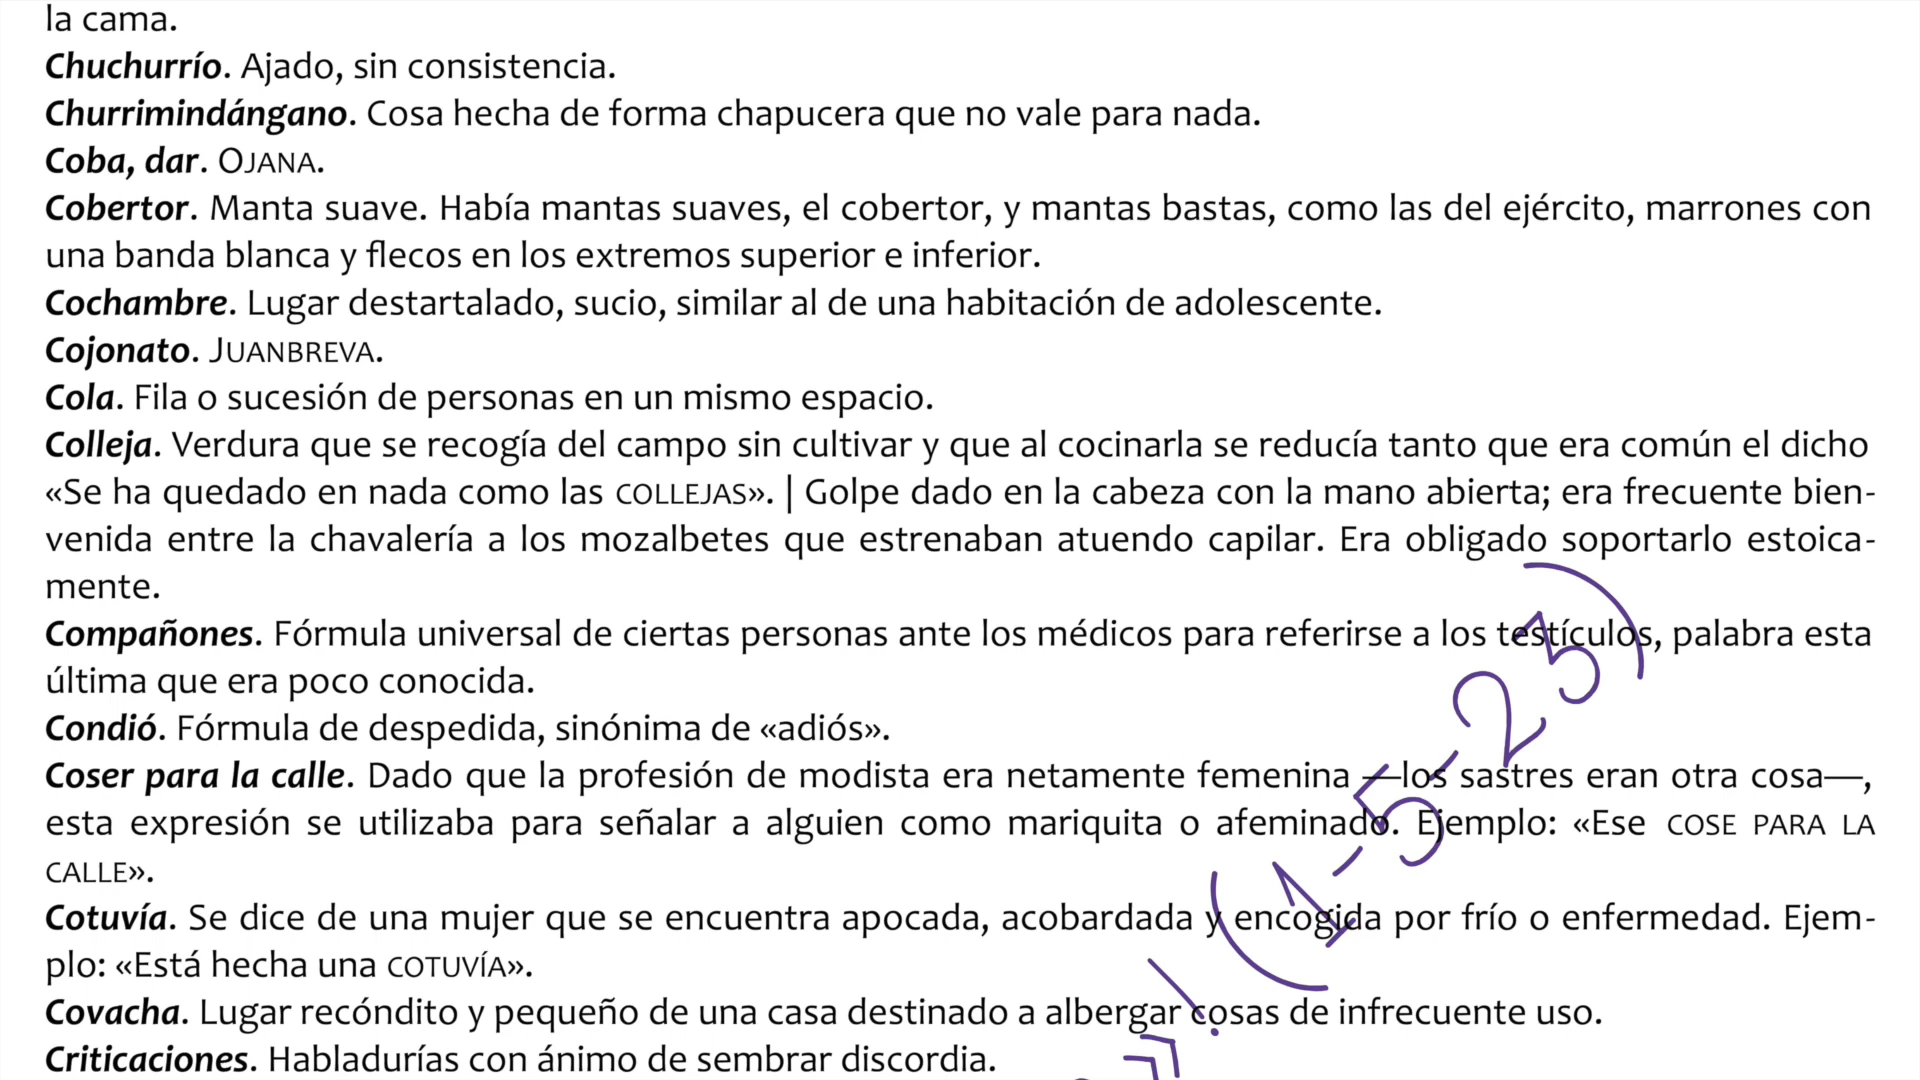 la cama.
Chuchurrío. Ajado, sin consistencia.
Churrimindángano. Cosa hecha de forma chapucera que no vale para nada.
Coba, dar. OJANA.
Cobertor. Manta suave. Había mantas suaves, el cobertor, y mantas bastas, como las del ejército, marrones con
una banda blanca y flecos en los extremos superior e inferior.
Cochambre. Lugar destartalado, sucio, similar al de una habitación de adolescente.
Cojonato. JUANBREVA.
Cola. Fila o sucesión de personas en un mismo espacio.
Colleja. Verdura que se recogía del campo sin cultivar y que al cocinarla se reducía tanto que era común el dicho
«Se ha quedado en nada como las COLLEJAS». | Golpe dado en la cabeza con la mano abierta; era frecuente bien-
venida entre la chavalería a los mozalbetes que estrenaban atuendo capilar. Era obligado soportarlo estoica-
mente.
Compañones. Fórmula universal de ciertas personas ante los médicos para referirse a los testículos, palabra esta
última que era poco conocida.
Condió. Fórmula de despedida, sinónima de «adiós».
Coser para la calle. Dado que la profesión de modista era netamente femenina —los sastres eran otra cosa—,
esta expresión se utilizaba para señalar a alguien como mariquita o afeminado. Ejemplo: «Ese COSE PARA LA
CALLE».
Cotuvía. Se dice de una mujer que se encuentra apocada, acobardada y encogida por frío o enfermedad. Ejem-
plo: «Está hecha una COTUVÍA».
Covacha. Lugar recóndito y pequeño de una casa destinado a albergar cosas de infrecuente uso.
Criticaciones. Habladurías con ánimo de sembrar discordia.
»! (1-5-23)